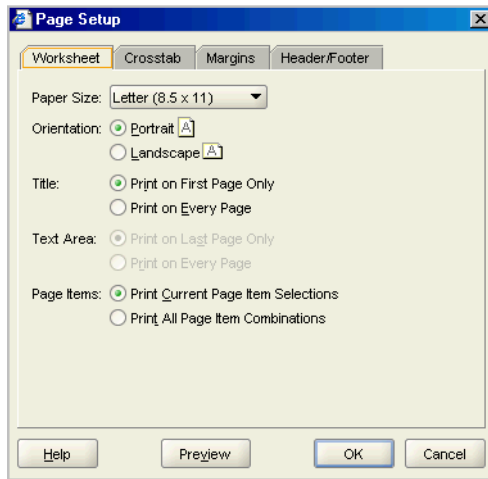 Page Setup
Worksheet Crosstab Margins Header/Footer
Paper Size: Letter (8.5 x 11)
Orientation: Portrait A
Landscape A
Title: Print on First Page Only
Print on Every Page
Text Area: Print on Last Page Only
Print on Every Page
Page Items: Print Current Page Item Selections
Print All Page Item Combinations
Help Preview OK Cancel